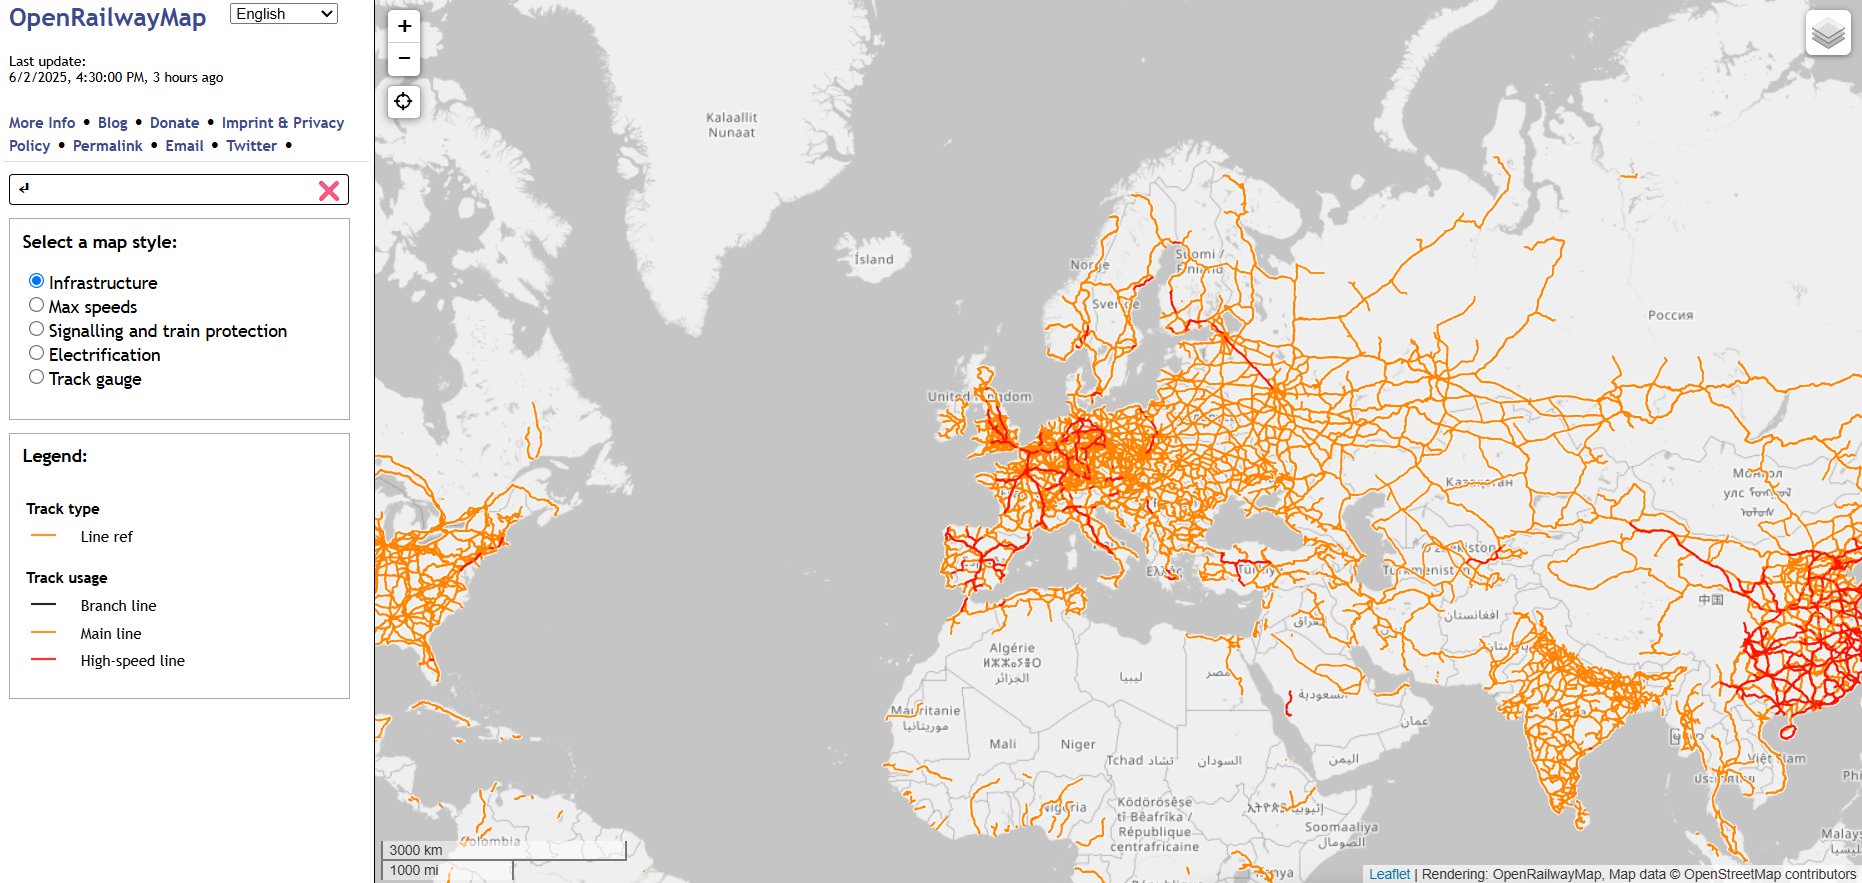 OpenRailwayMap
English
Last update:
6/2/2025, 4:30:00 PM, 3 hours ago
More Info • Blog • Donate • Imprint & Privacy
Policy • Permalink • Email • Twitter •
Select a map style:
Infrastructure
Max speeds
Signalling and train protection
Electrification
Track gauge
Legend:
Track type
Line ref
Track usage
Branch line
Main line
High-speed line
+
−
Kalaallit
Nunaat
Ísland
Norge
Suomi /
Sverige
Россия
United Kingdom
Монгол
улс
Казахстан
Türkiye
Ελλάς
中国
افغانستان
Algérie
ⵍⵣⵣⴰⵢⴻⵔ
الجزائر
ليبيا
مصر
السعودية
عمان
Mauritanie
موريتانيا
Mali
Niger
Tchad تشاد
السودان
اليمن
Việt Nam
Nigeria
Ködörösêse
tî Bêafrîka /
République
centrafricaine
Soomaaliya
الصومال
Colombia
Kenya
3000 km
1000 mi
Leaflet | Rendering: OpenRailwayMap, Map data © OpenStreetMap contributors